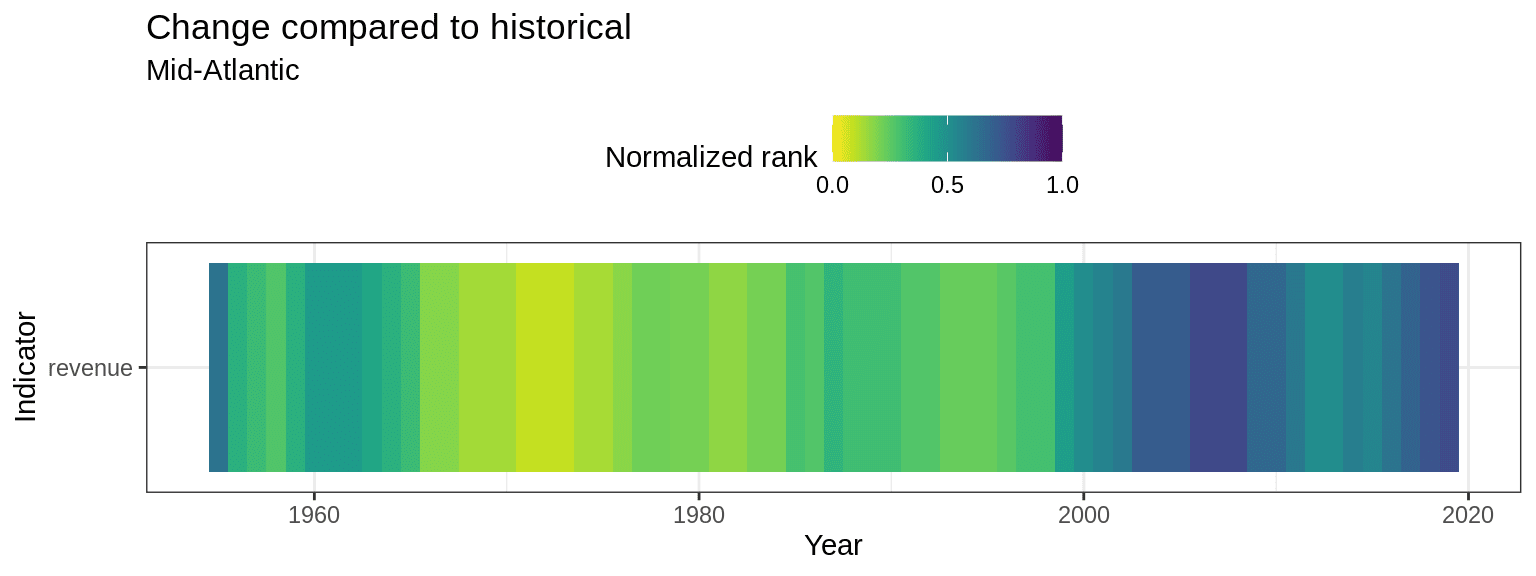 Change compared to historical
Mid-Atlantic
Normalized rank
0.0 0.5 1.0
Indicator
revenue
1960 1980 2000 2020
Year